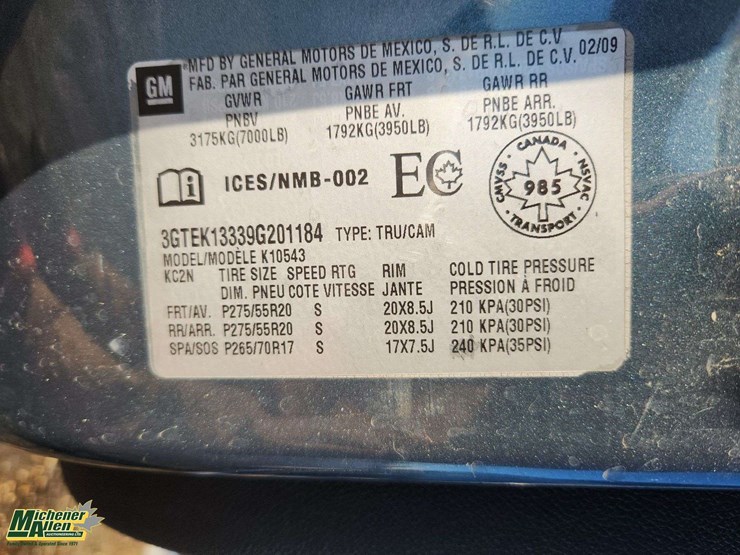 MFD BY GENERAL MOTORS DE MEXICO, S. DE R.L. DE C.V.
FAB. PAR GENERAL MOTORS DE MEXICO, S. DE R.L. DE C.V. 02/09
GM
GVWR GAWR FRT GAWR RR
PNBV PNBE AV. PNBE ARR.
3175KG(7000LB) 1792KG(3950LB) 1792KG(3950LB)
i ICES/NMB-002 EC
CANADA
CMVSS 985 NSVAC
TRANSPORT
3GTEK13339G201184 TYPE: TRU/CAM
MODEL/MODÈLE K10543
KC2N TIRE SIZE SPEED RTG RIM COLD TIRE PRESSURE
DIM. PNEU COTE VITESSE JANTE PRESSION À FROID
FRT/AV. P275/55R20 S 20X8.5J 210 KPA(30PSI)
RR/ARR. P275/55R20 S 20X8.5J 210 KPA(30PSI)
SPA/SOS P265/70R17 S 17X7.5J 240 KPA(35PSI)
Michener
Allen
AUCTIONEERING LTD.